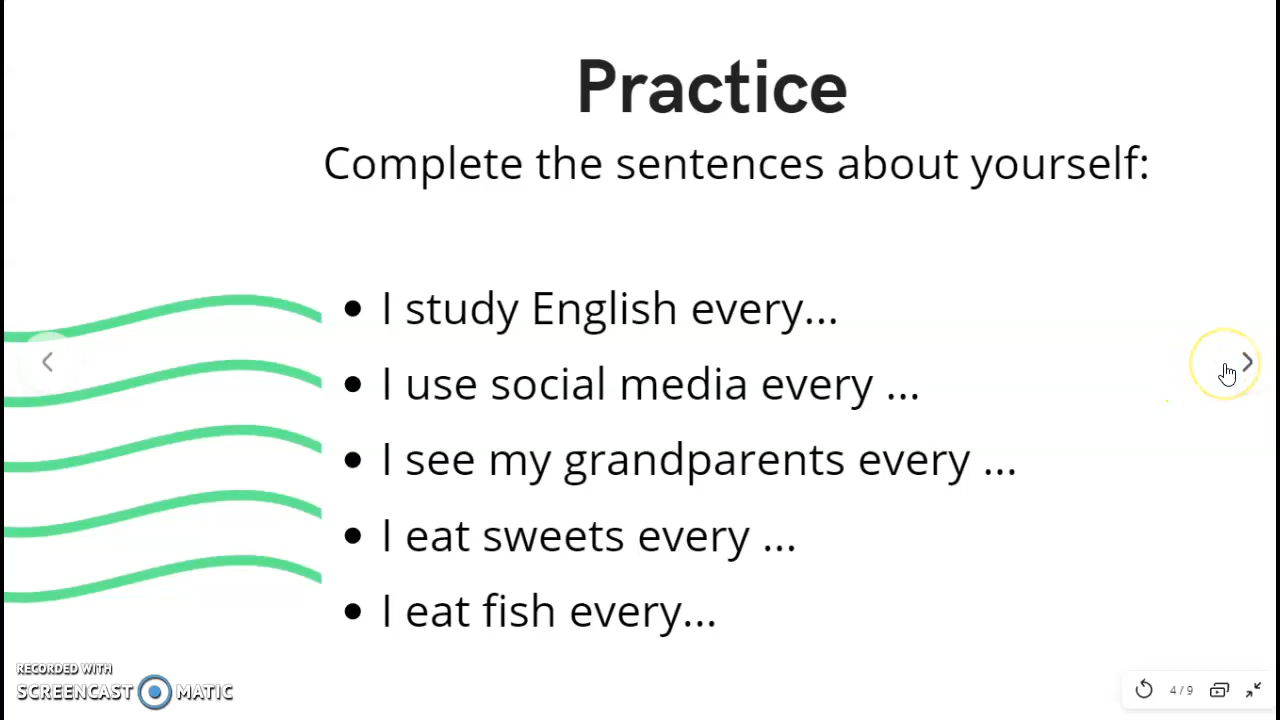 Practice
Complete the sentences about yourself:
• I study English every...
• I use social media every ...
• I see my grandparents every ...
• I eat sweets every ...
• I eat fish every...
RECORDED WITH
SCREENCAST MATIC
4/9